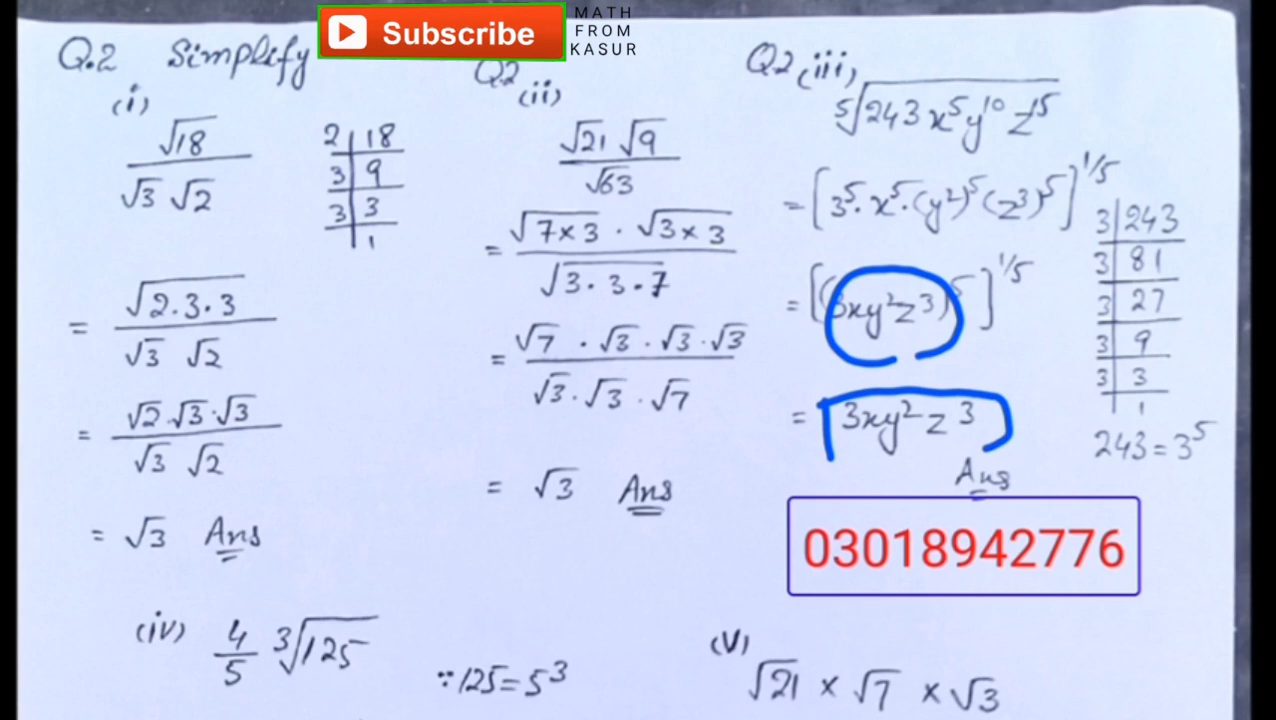 Subscribe
MATH
FROM
KASUR
Q.2 Simplify
(i)
√18
√3 √2
2 | 18
3 | 9
3 | 3
1
= √2.3.3
√3 √2
= √2.√3.√3
√3 √2
= √3 Ans
Q2
(ii)
√21 √9
√63
= √7×3 . √3×3
√3.3.7
= √7 . √3 . √3 . √3
√3 . √3 . √7
= √3 Ans
Q2 (iii)
⁵√243x⁵y¹⁰z¹⁵
= [3⁵.x⁵.(y²)⁵(z³)⁵]^1/5
3 | 243
3 | 81
3 | 27
3 | 9
3 | 3
1
243 = 3⁵
= [(3xy²z³)⁵]^1/5
= 3xy²z³
Ans
03018942776
(iv) 4/5 ³√125
∵ 125 = 5³
(V)
√21 × √7 × √3